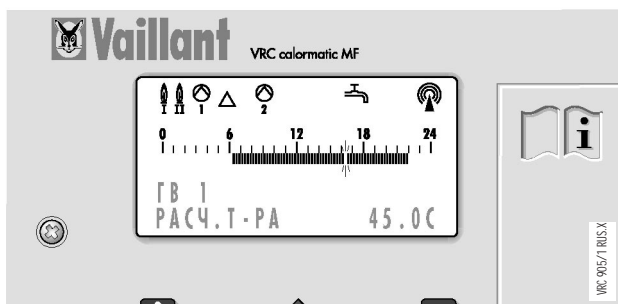 Vaillant
VRC calormatic MF
I II 1 2
0 6 12 18 24
ГВ 1
РАСЧ.Т-РА 45.0С
i
VRC 905/1 RUS.X